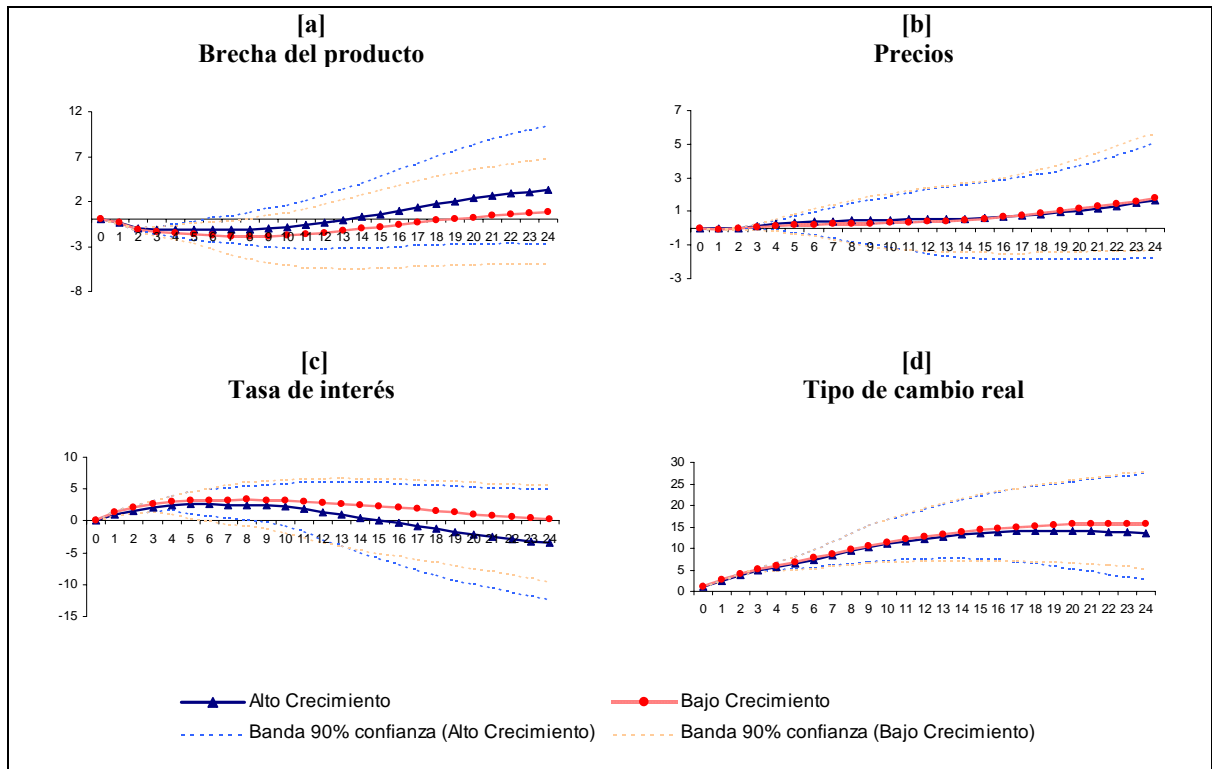 [a]
Brecha del producto
12
7
2
-3
-8
0 1 2 3 4 5 6 7 8 9 10 11 12 13 14 15 16 17 18 19 20 21 22 23 24
[b]
Precios
7
5
3
1
-1
-3
0 1 2 3 4 5 6 7 8 9 10 11 12 13 14 15 16 17 18 19 20 21 22 23 24
[c]
Tasa de interés
10
5
0
-5
-10
-15
0 1 2 3 4 5 6 7 8 9 10 11 12 13 14 15 16 17 18 19 20 21 22 23 24
[d]
Tipo de cambio real
30
25
20
15
10
5
0
0 1 2 3 4 5 6 7 8 9 10 11 12 13 14 15 16 17 18 19 20 21 22 23 24
Alto Crecimiento
Bajo Crecimiento
Banda 90% confianza (Alto Crecimiento)
Banda 90% confianza (Bajo Crecimiento)